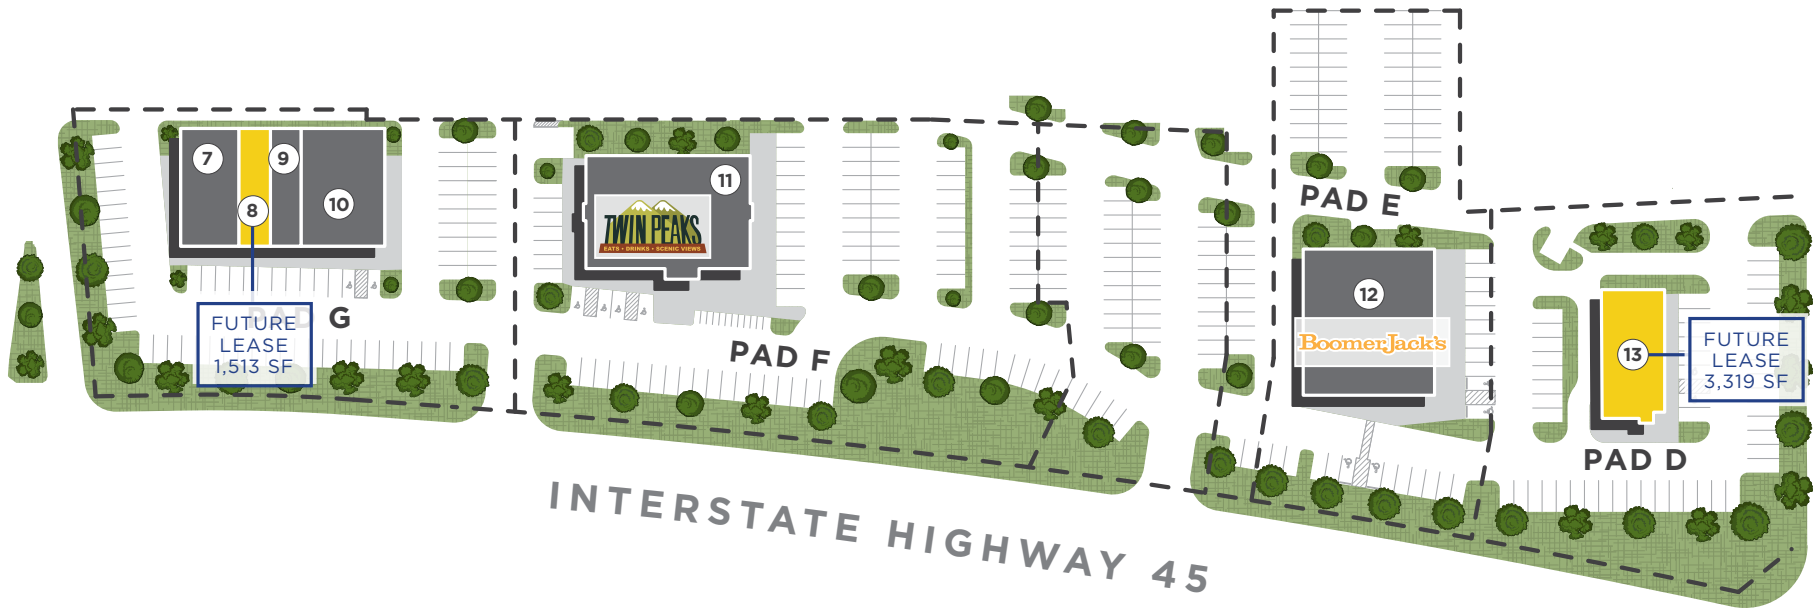 7
8
9
10
FUTURE
LEASE
1,513 SF
PAD G
11
TWIN PEAKS
EATS • DRINKS • SCENIC VIEWS
PAD F
PAD E
12
BoomerJack's
13
FUTURE
LEASE
3,319 SF
PAD D
INTERSTATE HIGHWAY 45